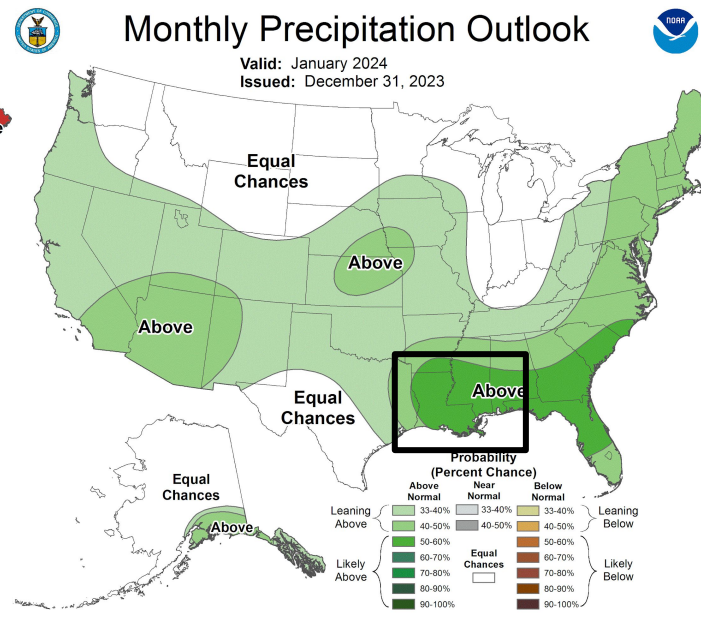 NOAA
Monthly Precipitation Outlook
Valid: January 2024
Issued: December 31, 2023
Equal
Chances
Above
Above
Equal
Chances
Above
Equal
Chances
Above
Probability
(Percent Chance)
Above
Normal
Near
Normal
Below
Normal
Leaning
Above
33-40%
40-50%
33-40%
40-50%
33-40%
40-50%
Leaning
Below
Likely
Above
50-60%
60-70%
70-80%
80-90%
90-100%
Equal
Chances
50-60%
60-70%
70-80%
80-90%
90-100%
Likely
Below